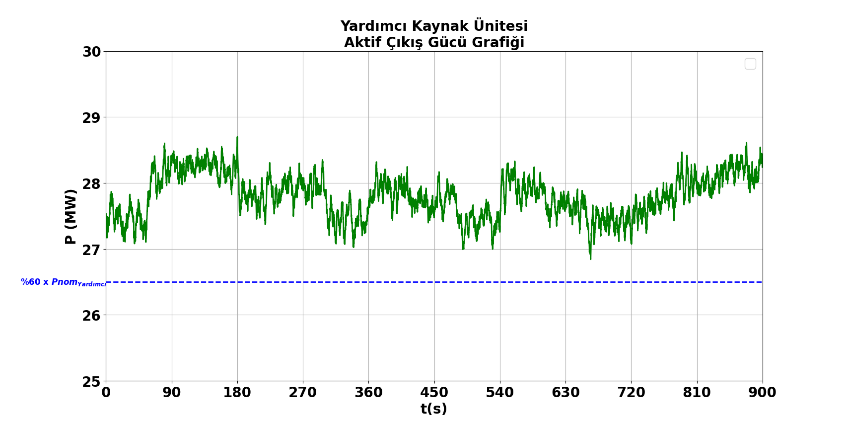 Yardımcı Kaynak Ünitesi
Aktif Çıkış Gücü Grafiği
30
29
28
27
26
25
P (MW)
%60 x PnomYardımcı
0 90 180 270 360 450 540 630 720 810 900
t(s)